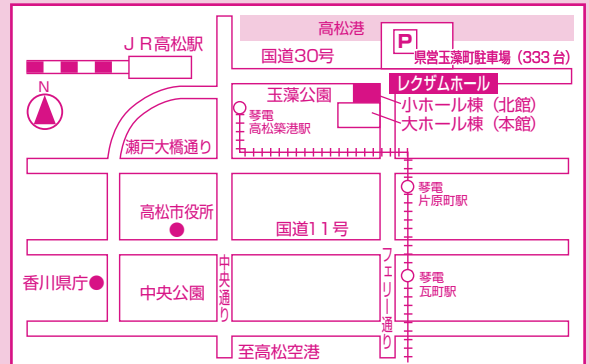 高松港
JR高松駅
P
国道30号
県営玉藻町駐車場（333台）
レクザムホール
N
玉藻公園
小ホール棟（北館）
琴電
高松築港駅
大ホール棟（本館）
瀬戸大橋通り
琴電
片原町駅
高松市役所
国道11号
中央通り
フェリー通り
香川県庁
中央公園
琴電
瓦町駅
至高松空港